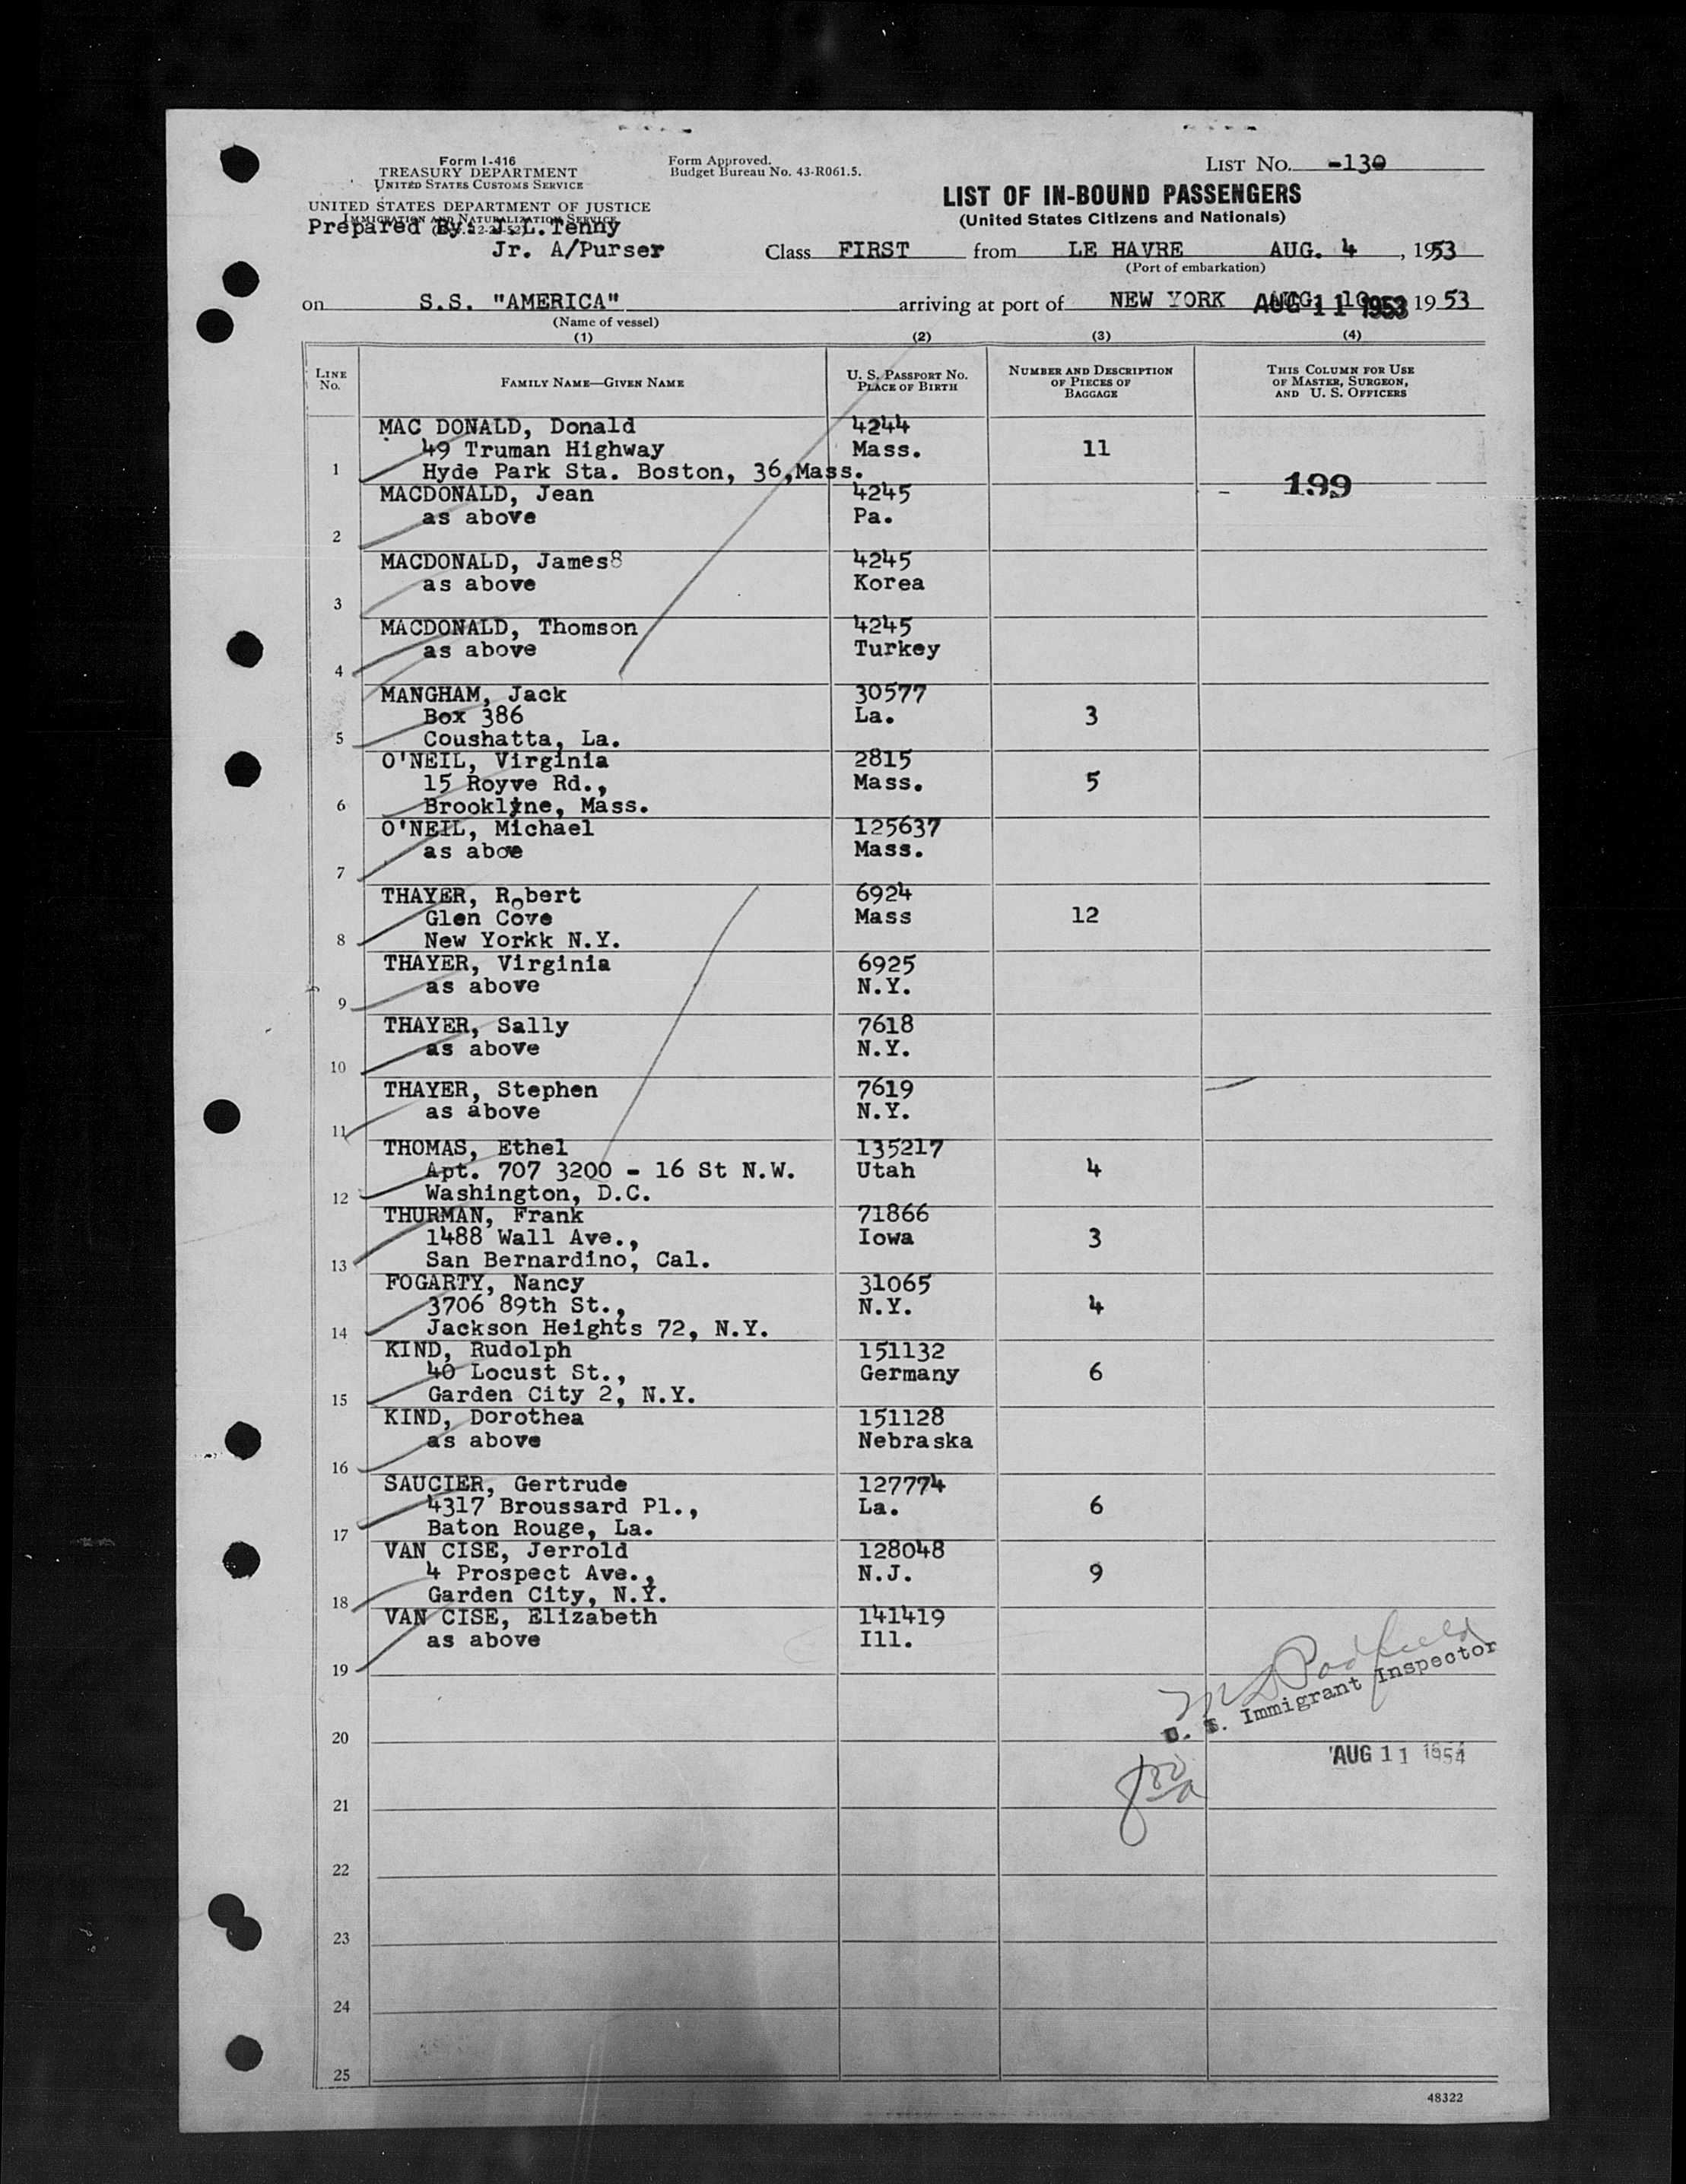 Form I-416
TREASURY DEPARTMENT
UNITED STATES CUSTOMS SERVICE
UNITED STATES DEPARTMENT OF JUSTICE
IMMIGRATION AND NATURALIZATION SERVICE
Prepared By: J.L.Tenny
Jr. A/Purser
Form Approved.
Budget Bureau No. 43-R061.5.
LIST NO. -130
LIST OF IN-BOUND PASSENGERS
(United States Citizens and Nationals)
Class FIRST from LE HAVRE AUG. 4, 1953
(Port of embarkation)
on S.S. "AMERICA" arriving at port of NEW YORK AUG 11 1953 1953
(Name of vessel)
(1) (2) (3) (4)
LINE NO. FAMILY NAME—GIVEN NAME U. S. PASSPORT NO. PLACE OF BIRTH NUMBER AND DESCRIPTION OF PIECES OF BAGGAGE THIS COLUMN FOR USE OF MASTER, SURGEON, AND U. S. OFFICERS
MAC DONALD, Donald 4244
49 Truman Highway Mass. 11
1 Hyde Park Sta. Boston, 36,Mass.
199
MACDONALD, Jean 4245
as above Pa.
2
MACDONALD, James8 4245
as above Korea
3
MACDONALD, Thomson 4245
as above Turkey
4
MANGHAM, Jack 30577
Box 386 La. 3
5 Coushatta, La.
O'NEIL, Virginia 2815
15 Royve Rd., Mass. 5
6 Brooklyne, Mass.
O'NEIL, Michael 125637
as aboe Mass.
7
THAYER, Robert 6924
Glen Cove Mass 12
8 New Yorkk N.Y.
THAYER, Virginia 6925
as above N.Y.
9
THAYER, Sally 7618
as above N.Y.
10
THAYER, Stephen 7619
as above N.Y.
11
THOMAS, Ethel 135217
Apt. 707 3200 - 16 St N.W. Utah 4
12 Washington, D.C.
THURMAN, Frank 71866
1488 Wall Ave., Iowa 3
13 San Bernardino, Cal.
FOGARTY, Nancy 31065
3706 89th St., N.Y. 4
14 Jackson Heights 72, N.Y.
KIND, Rudolph 151132
40 Locust St., Germany 6
15 Garden City 2, N.Y.
KIND, Dorothea 151128
as above Nebraska
16
SAUCIER, Gertrude 127774
4317 Broussard Pl., La. 6
17 Baton Rouge, La.
VAN CISE, Jerrold 128048
4 Prospect Ave., N.J. 9
18 Garden City, N.Y.
VAN CISE, Elizabeth 141419
as above Ill.
19
Padfield
U. S. Immigrant Inspector
20
AUG 11 1954
21
22
23
24
25
48322